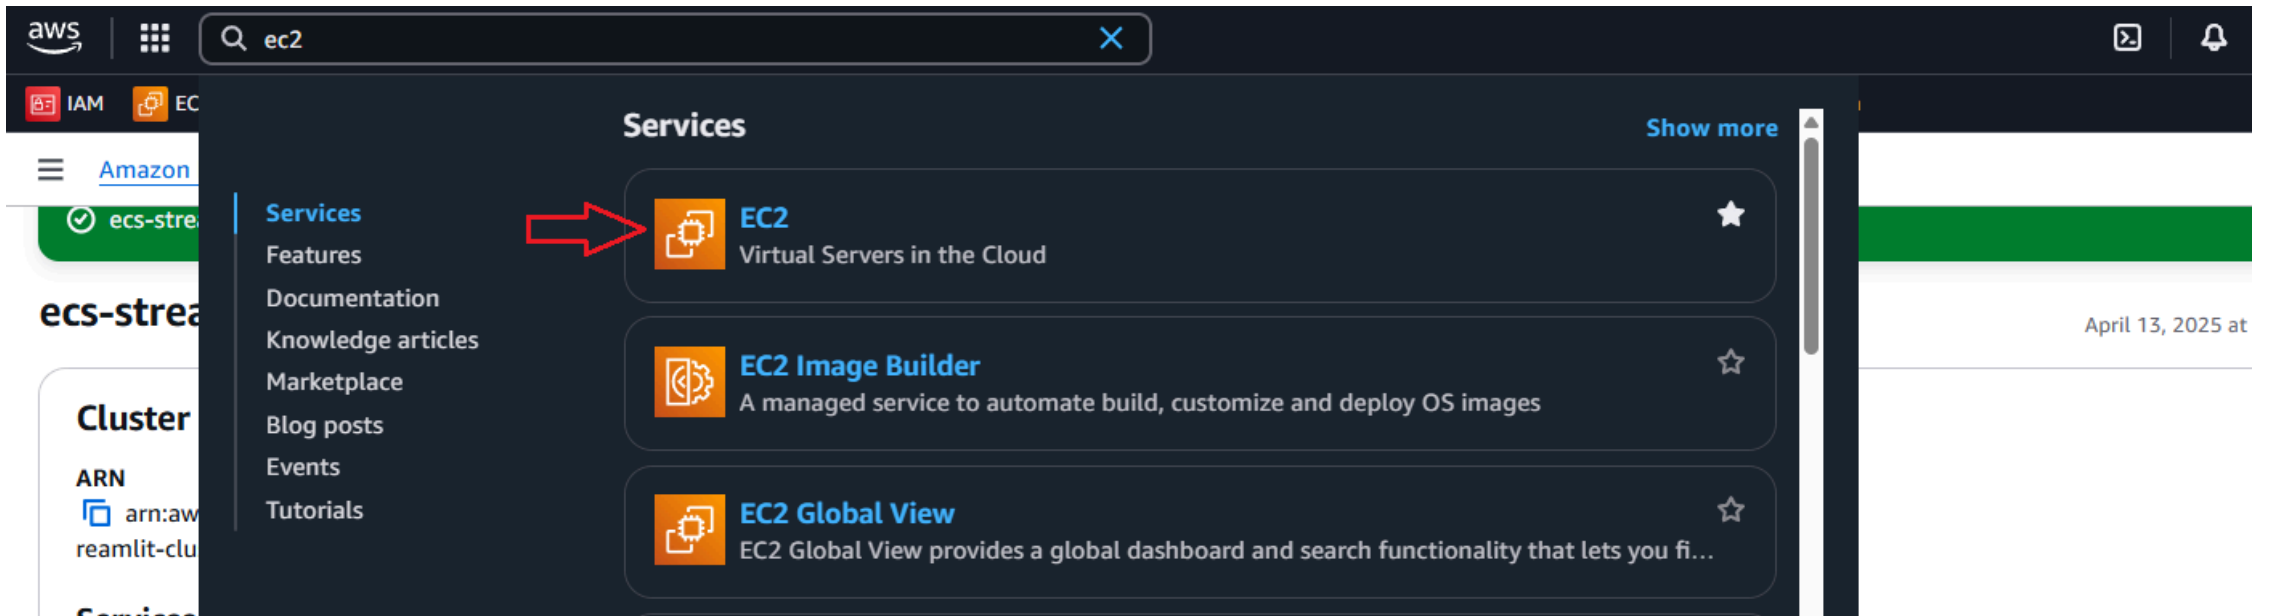 aws
ec2
IAM
EC
Amazon
ecs-strea
ecs-strea
April 13, 2025 at
Cluster
ARN
arn:aw
reamlit-clu
Services
Features
Documentation
Knowledge articles
Marketplace
Blog posts
Events
Tutorials
Services
Show more
EC2
Virtual Servers in the Cloud
EC2 Image Builder
A managed service to automate build, customize and deploy OS images
EC2 Global View
EC2 Global View provides a global dashboard and search functionality that lets you fi...